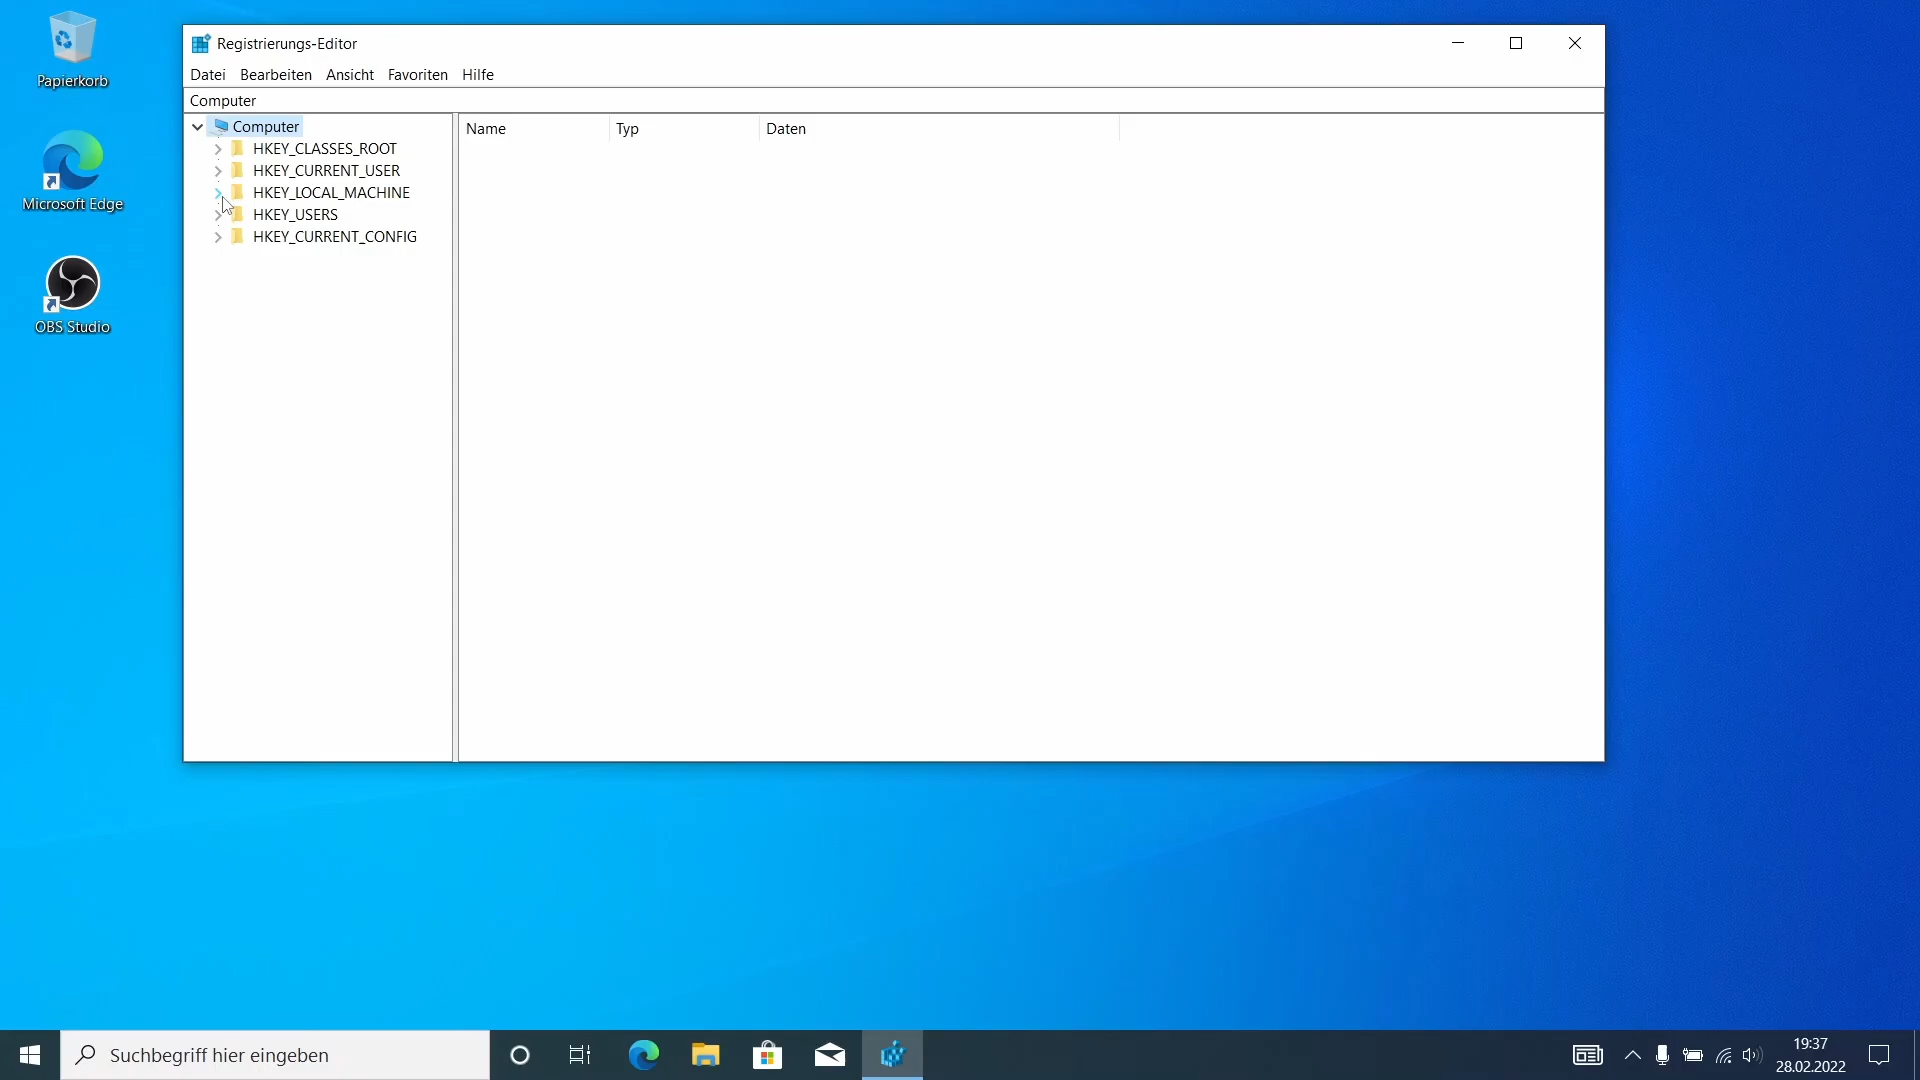 Papierkorb
Microsoft Edge
OBS Studio
Registrierungs-Editor
Datei Bearbeiten Ansicht Favoriten Hilfe
Computer
Computer
HKEY_CLASSES_ROOT
HKEY_CURRENT_USER
HKEY_LOCAL_MACHINE
HKEY_USERS
HKEY_CURRENT_CONFIG
Name Typ Daten
Suchbegriff hier eingeben
19:37
28.02.2022